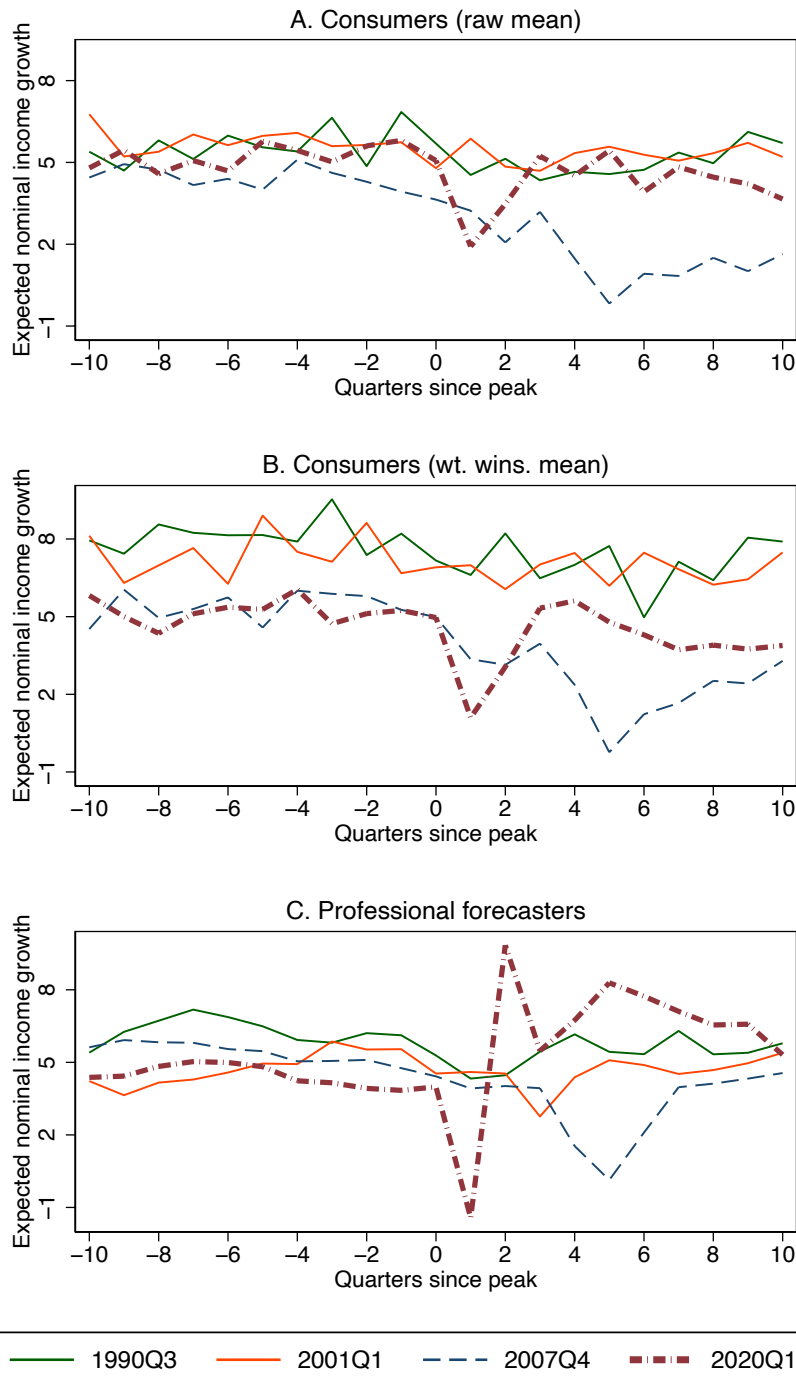 A. Consumers (raw mean)
Expected nominal income growth
8
5
2
−1
−10 −8 −6 −4 −2 0 2 4 6 8 10
Quarters since peak
B. Consumers (wt. wins. mean)
Expected nominal income growth
8
5
2
−1
−10 −8 −6 −4 −2 0 2 4 6 8 10
Quarters since peak
C. Professional forecasters
Expected nominal income growth
8
5
2
−1
−10 −8 −6 −4 −2 0 2 4 6 8 10
Quarters since peak
1990Q3 2001Q1 2007Q4 2020Q1